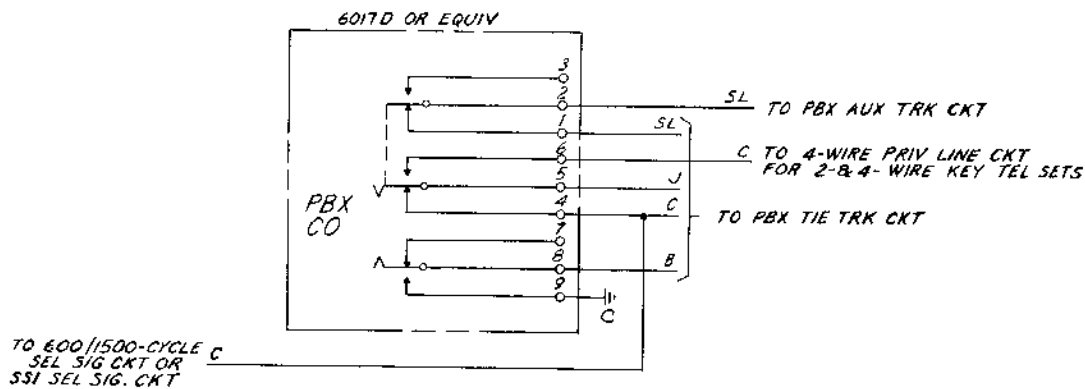 6017D OR EQUIV
3
2
SL TO PBX AUX TRK CKT
1
SL
6
C TO 4-WIRE PRIV LINE CKT
FOR 2-& 4-WIRE KEY TEL SETS
5
J
4
C
TO PBX TIE TRK CKT
PBX
CO
7
8
B
9
C
TO 600/1500-CYCLE
SEL SIG CKT OR
SS1 SEL SIG. CKT
C